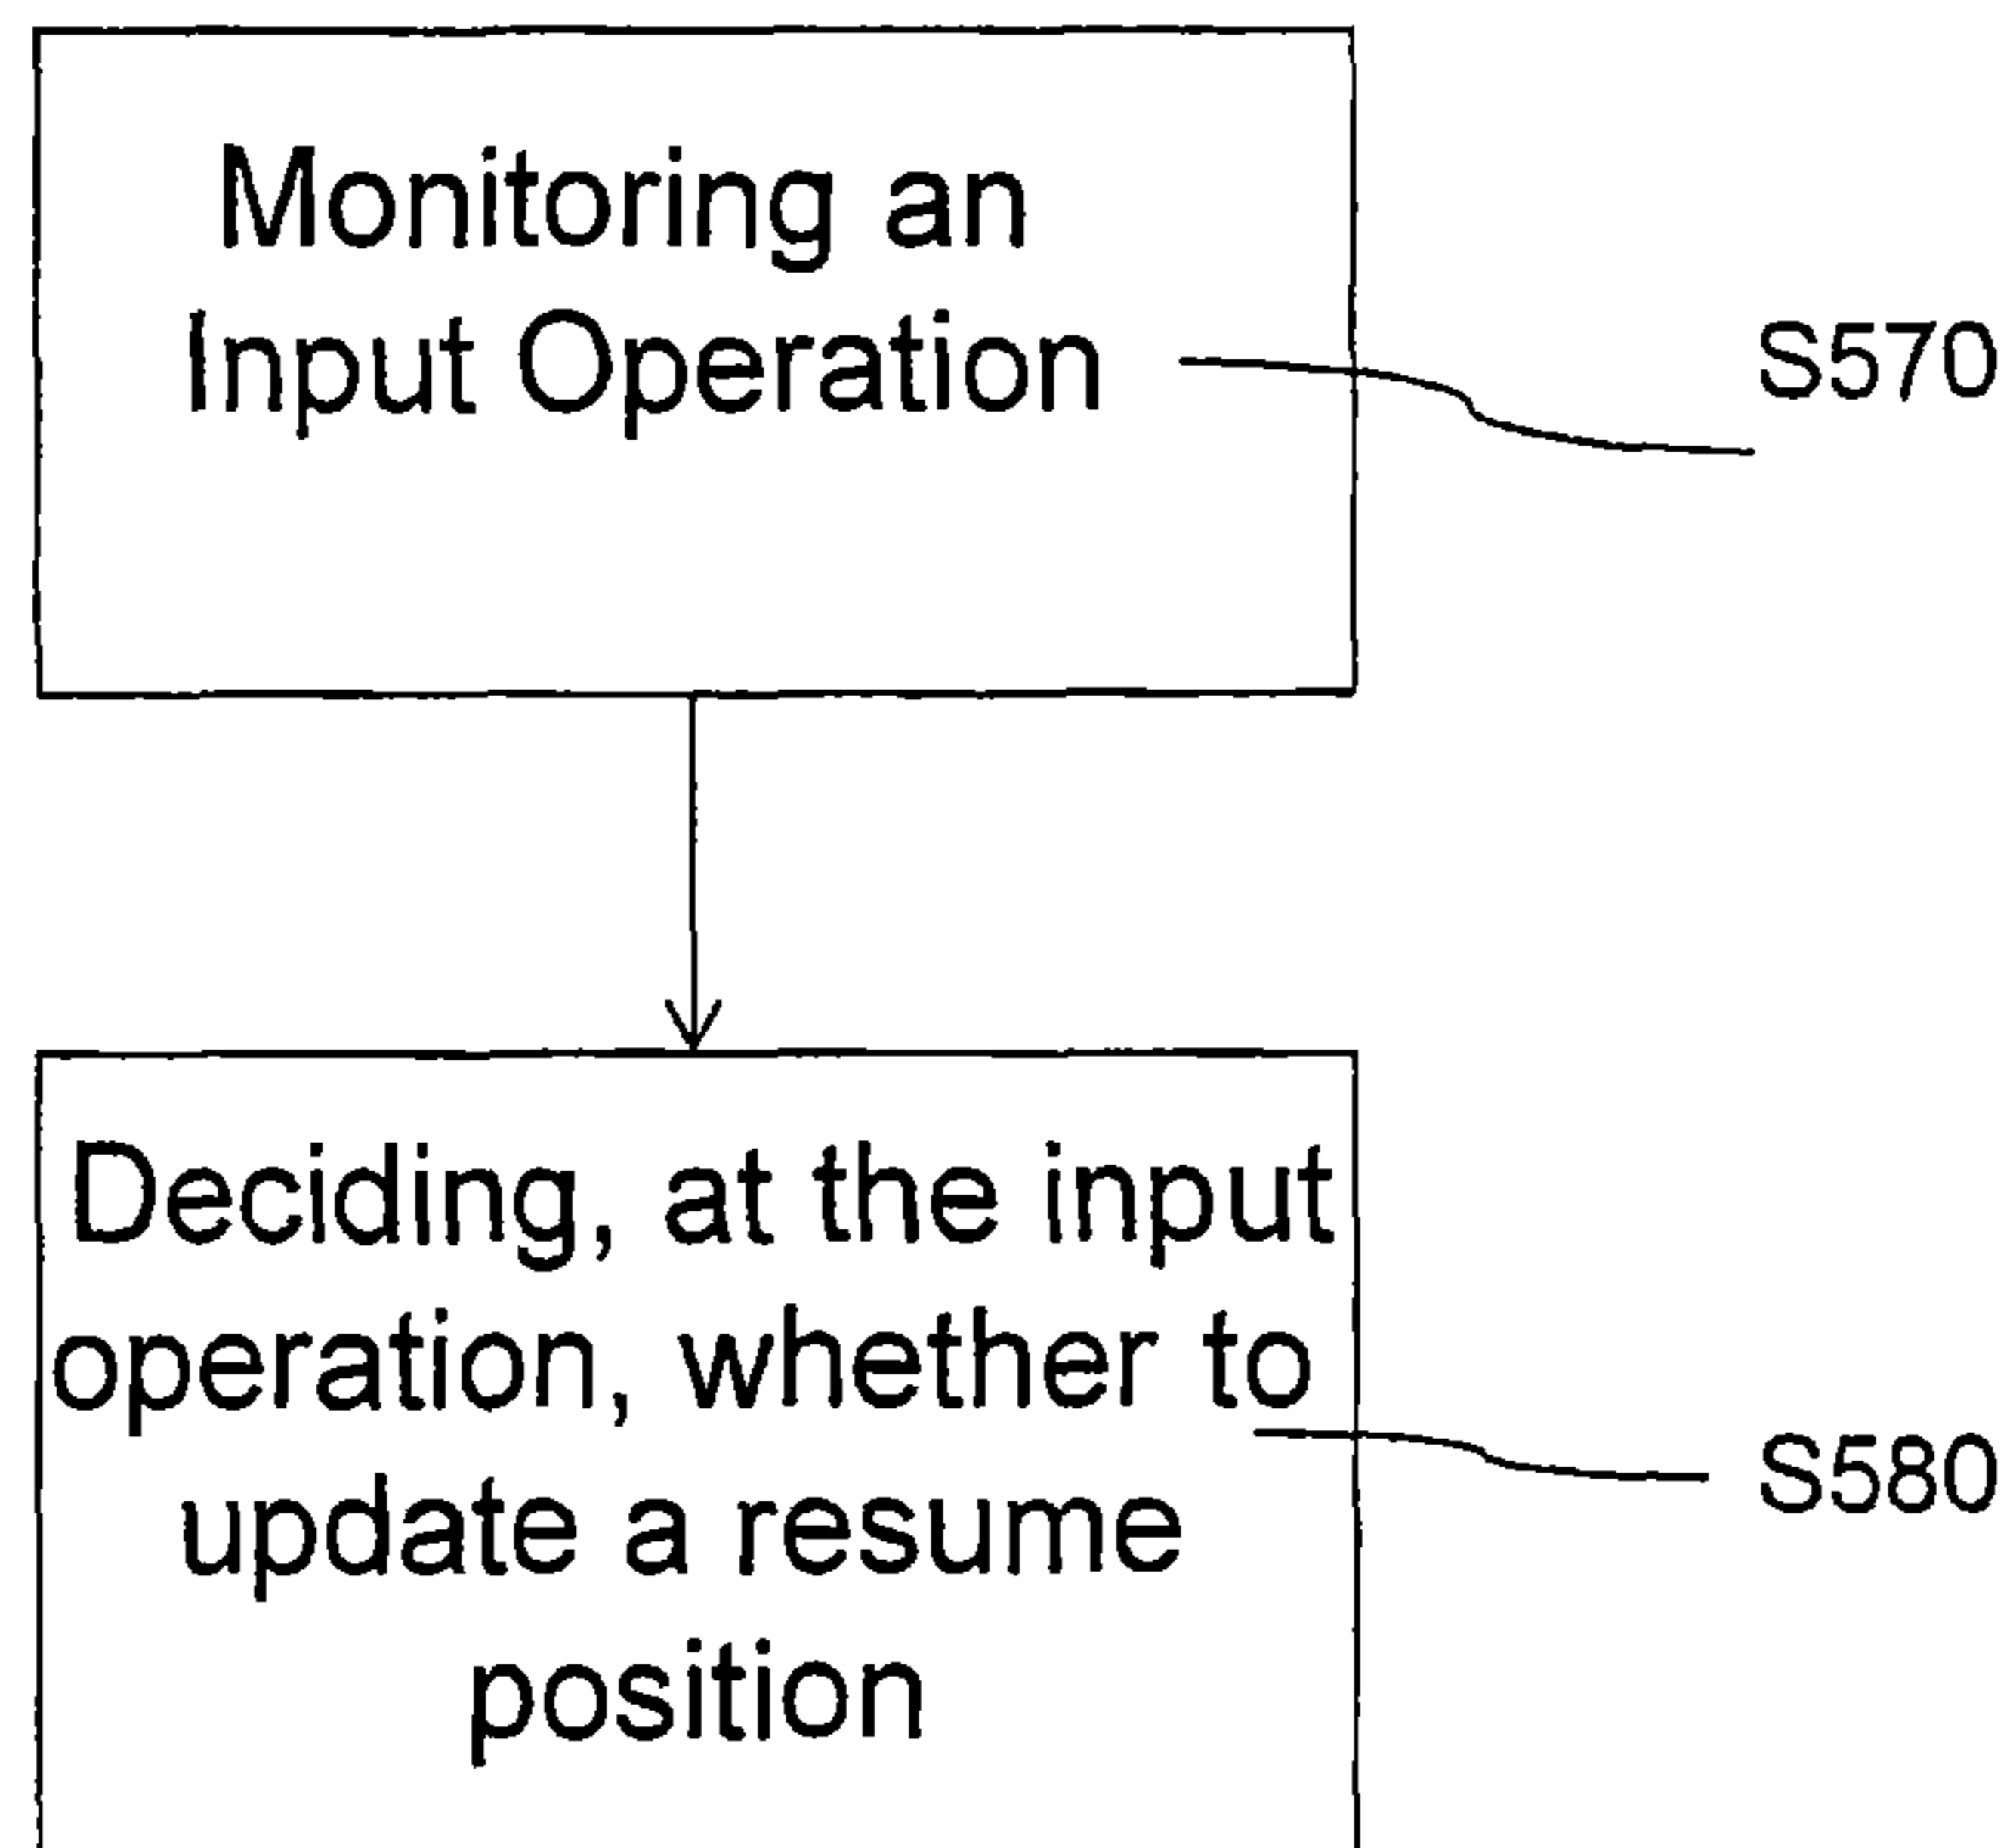 Monitoring an
Input Operation
S570
Deciding, at the input
operation, whether to
update a resume
position
S580